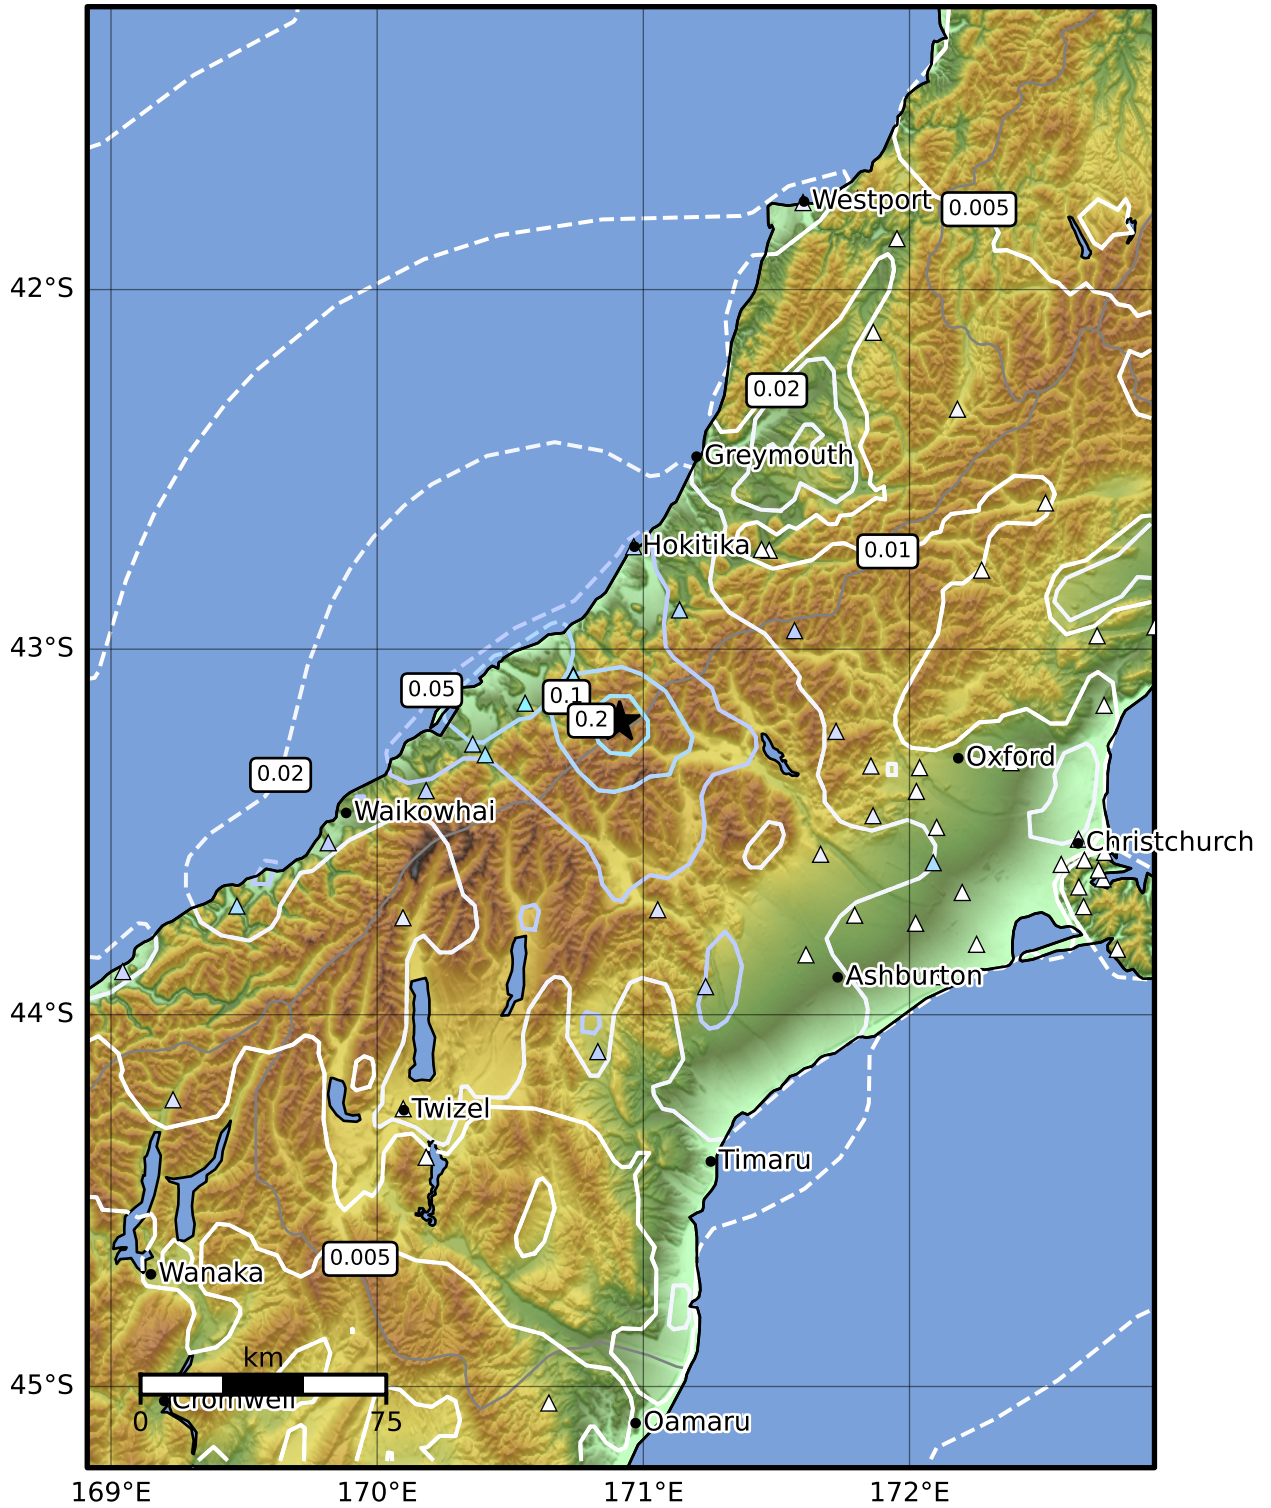 Westport
0.005
42°S
0.02
Greymouth
Hokitika
0.01
43°S
0.05
0.1
0.2
Oxford
0.02
Waikowhai
Christchurch
Ashburton
44°S
Twizel
Timaru
0.005
Wanaka
km
45°S
Cromwell
0
75
Oamaru
169°E
170°E
171°E
172°E